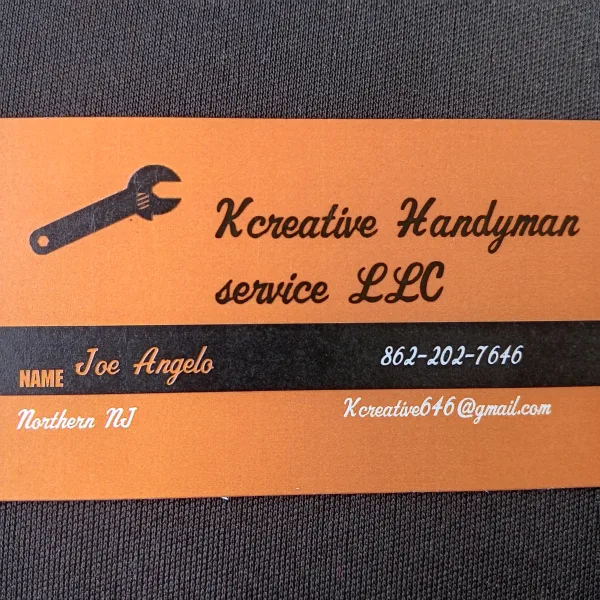 Kcreative Handyman
service LLC
NAME Joe Angelo
862-202-7646
Northern NJ
Kcreative646@gmail.com